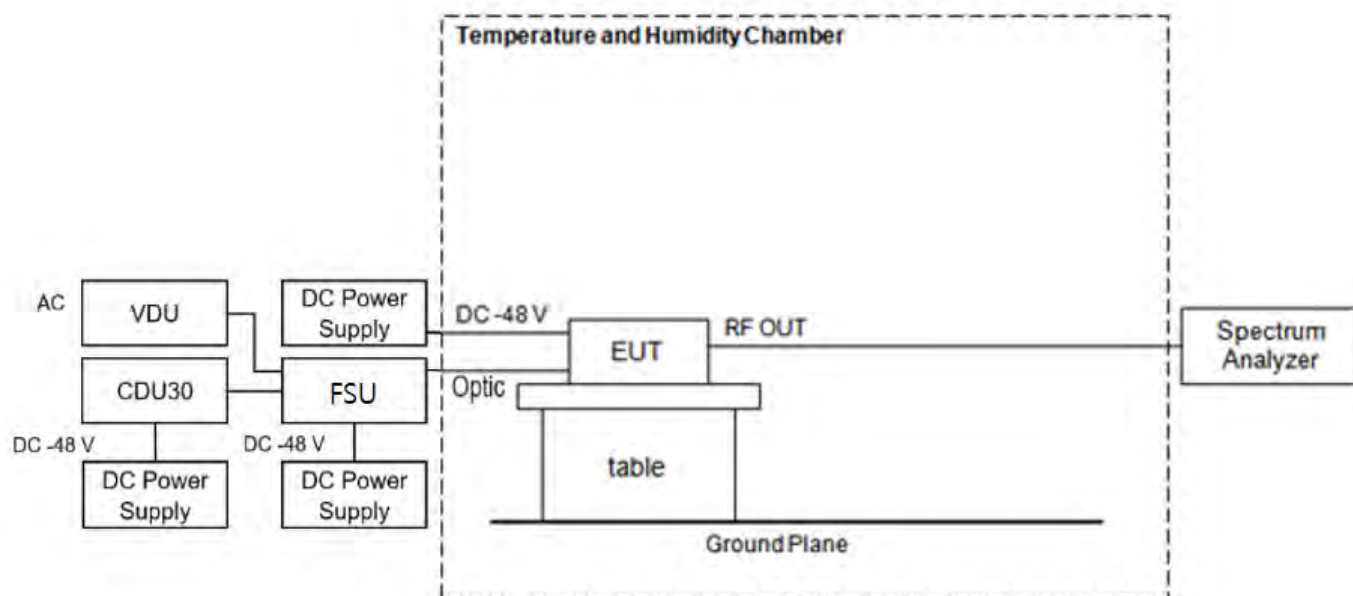 Temperature and Humidity Chamber
AC
VDU
DC Power
Supply
DC -48 V
EUT
RF OUT
Spectrum
Analyzer
CDU30
FSU
Optic
DC -48 V
DC -48 V
DC Power
Supply
DC Power
Supply
table
Ground Plane